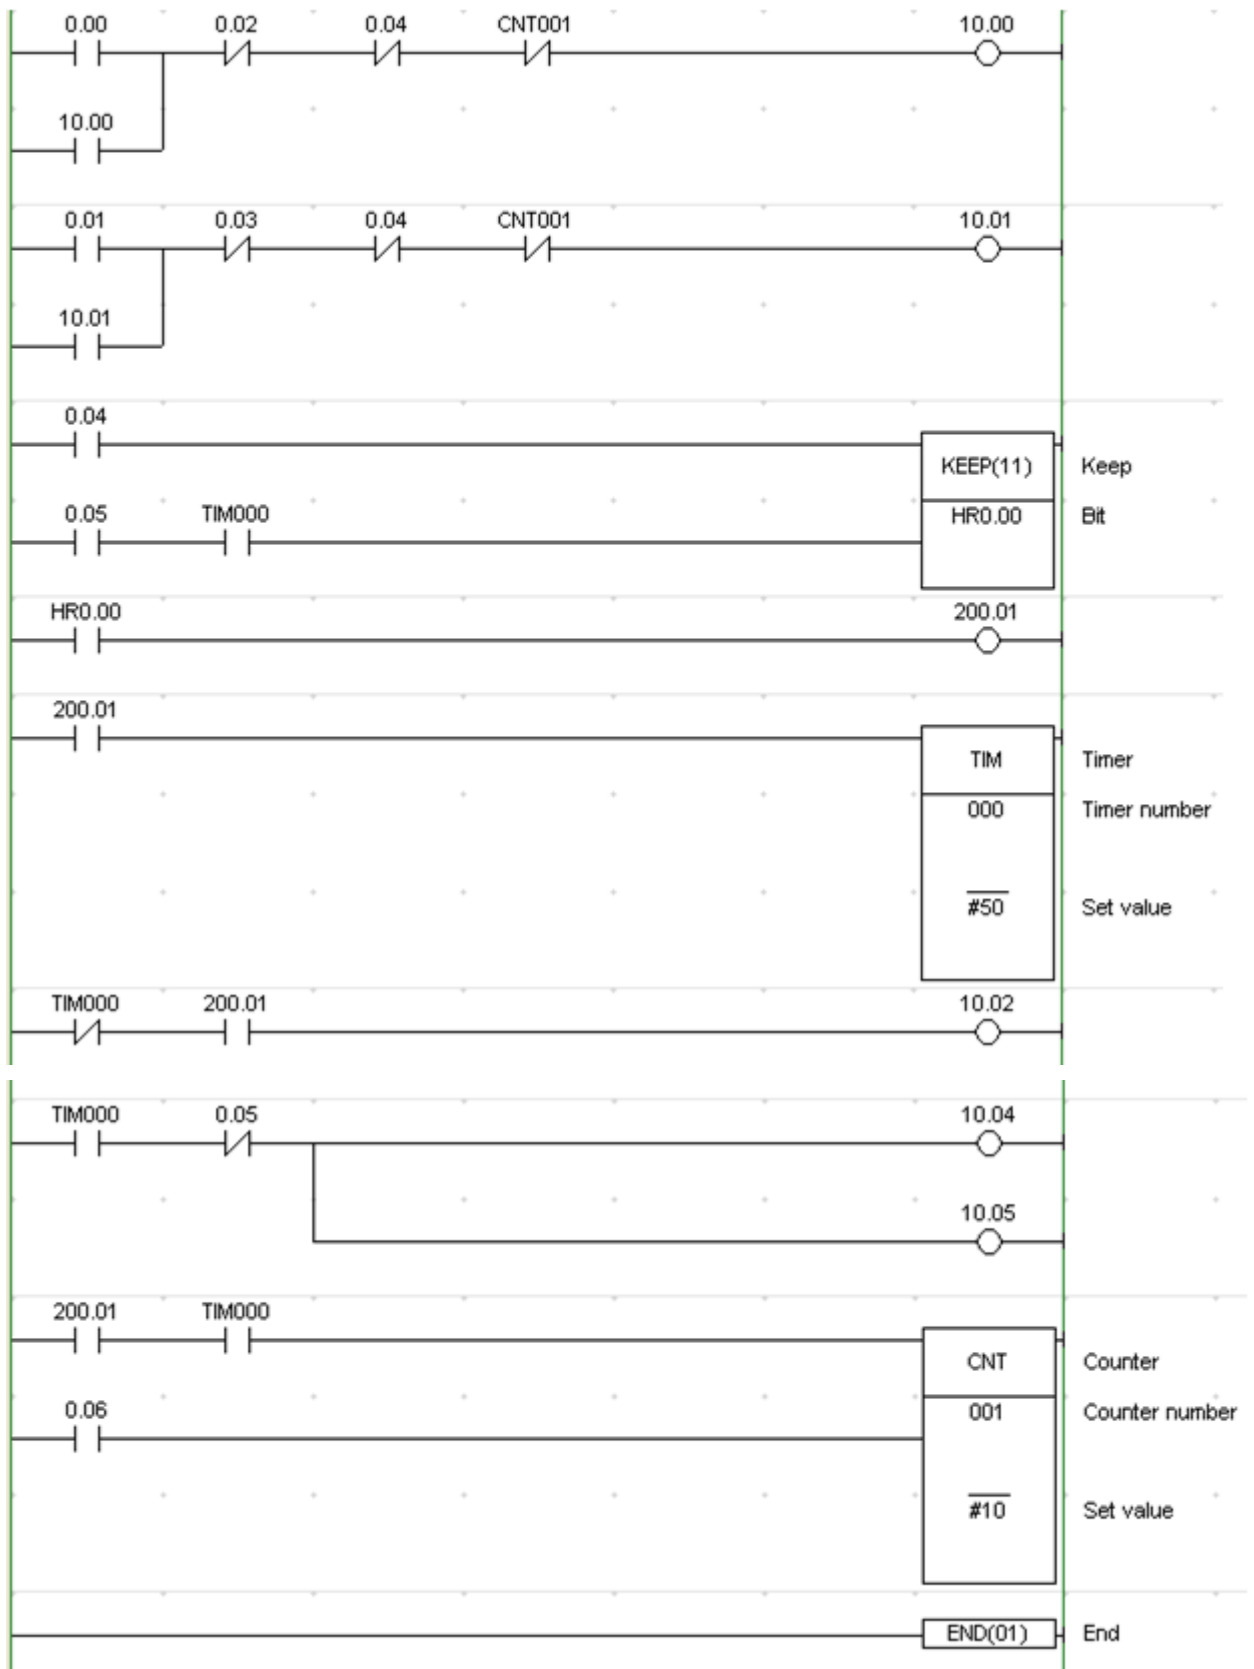 0.00 0.02 0.04 CNT001 10.00
10.00
0.01 0.03 0.04 CNT001 10.01
10.01
0.04
KEEP(11) Keep
0.05 TIM000 HR0.00 Bit
HR0.00 200.01
200.01
TIM Timer
000 Timer number
#50 Set value
TIM000 200.01 10.02
TIM000 0.05 10.04
10.05
200.01 TIM000
CNT Counter
0.06 001 Counter number
#10 Set value
END(01) End